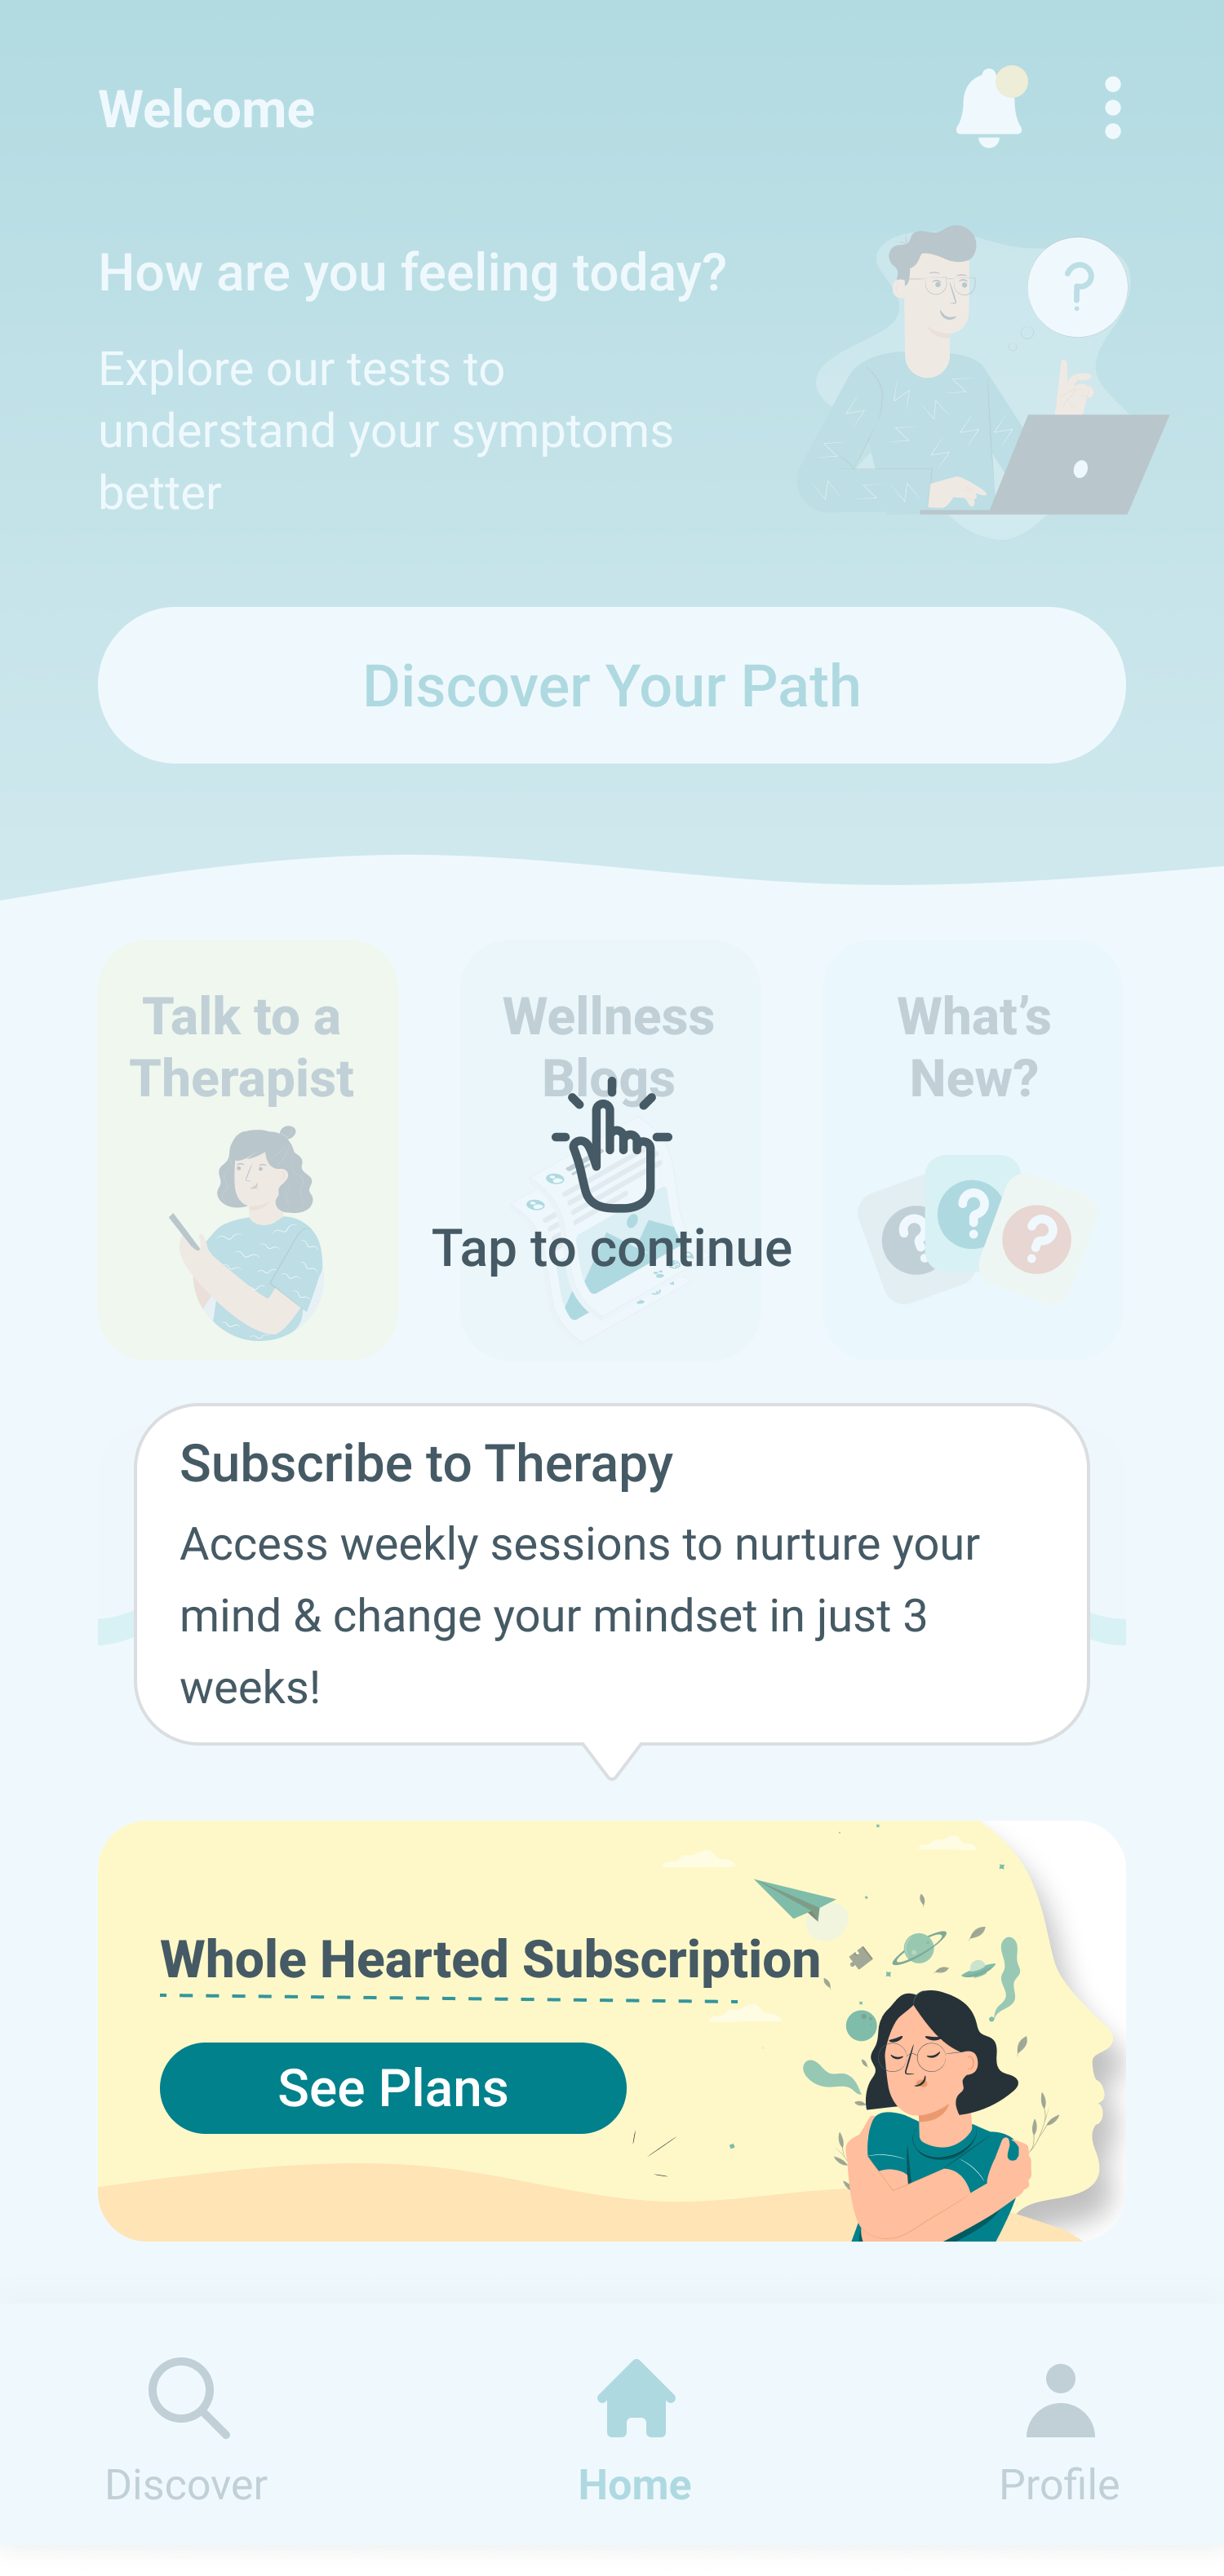 Welcome
How are you feeling today?
Explore our tests to
understand your symptoms
better
?
Discover Your Path
Talk to a
Therapist
Wellness
Blogs
What’s
New?
? ? ?
Tap to continue
Subscribe to Therapy
Access weekly sessions to nurture your
mind & change your mindset in just 3
weeks!
Whole Hearted Subscription
See Plans
Discover
Home
Profile